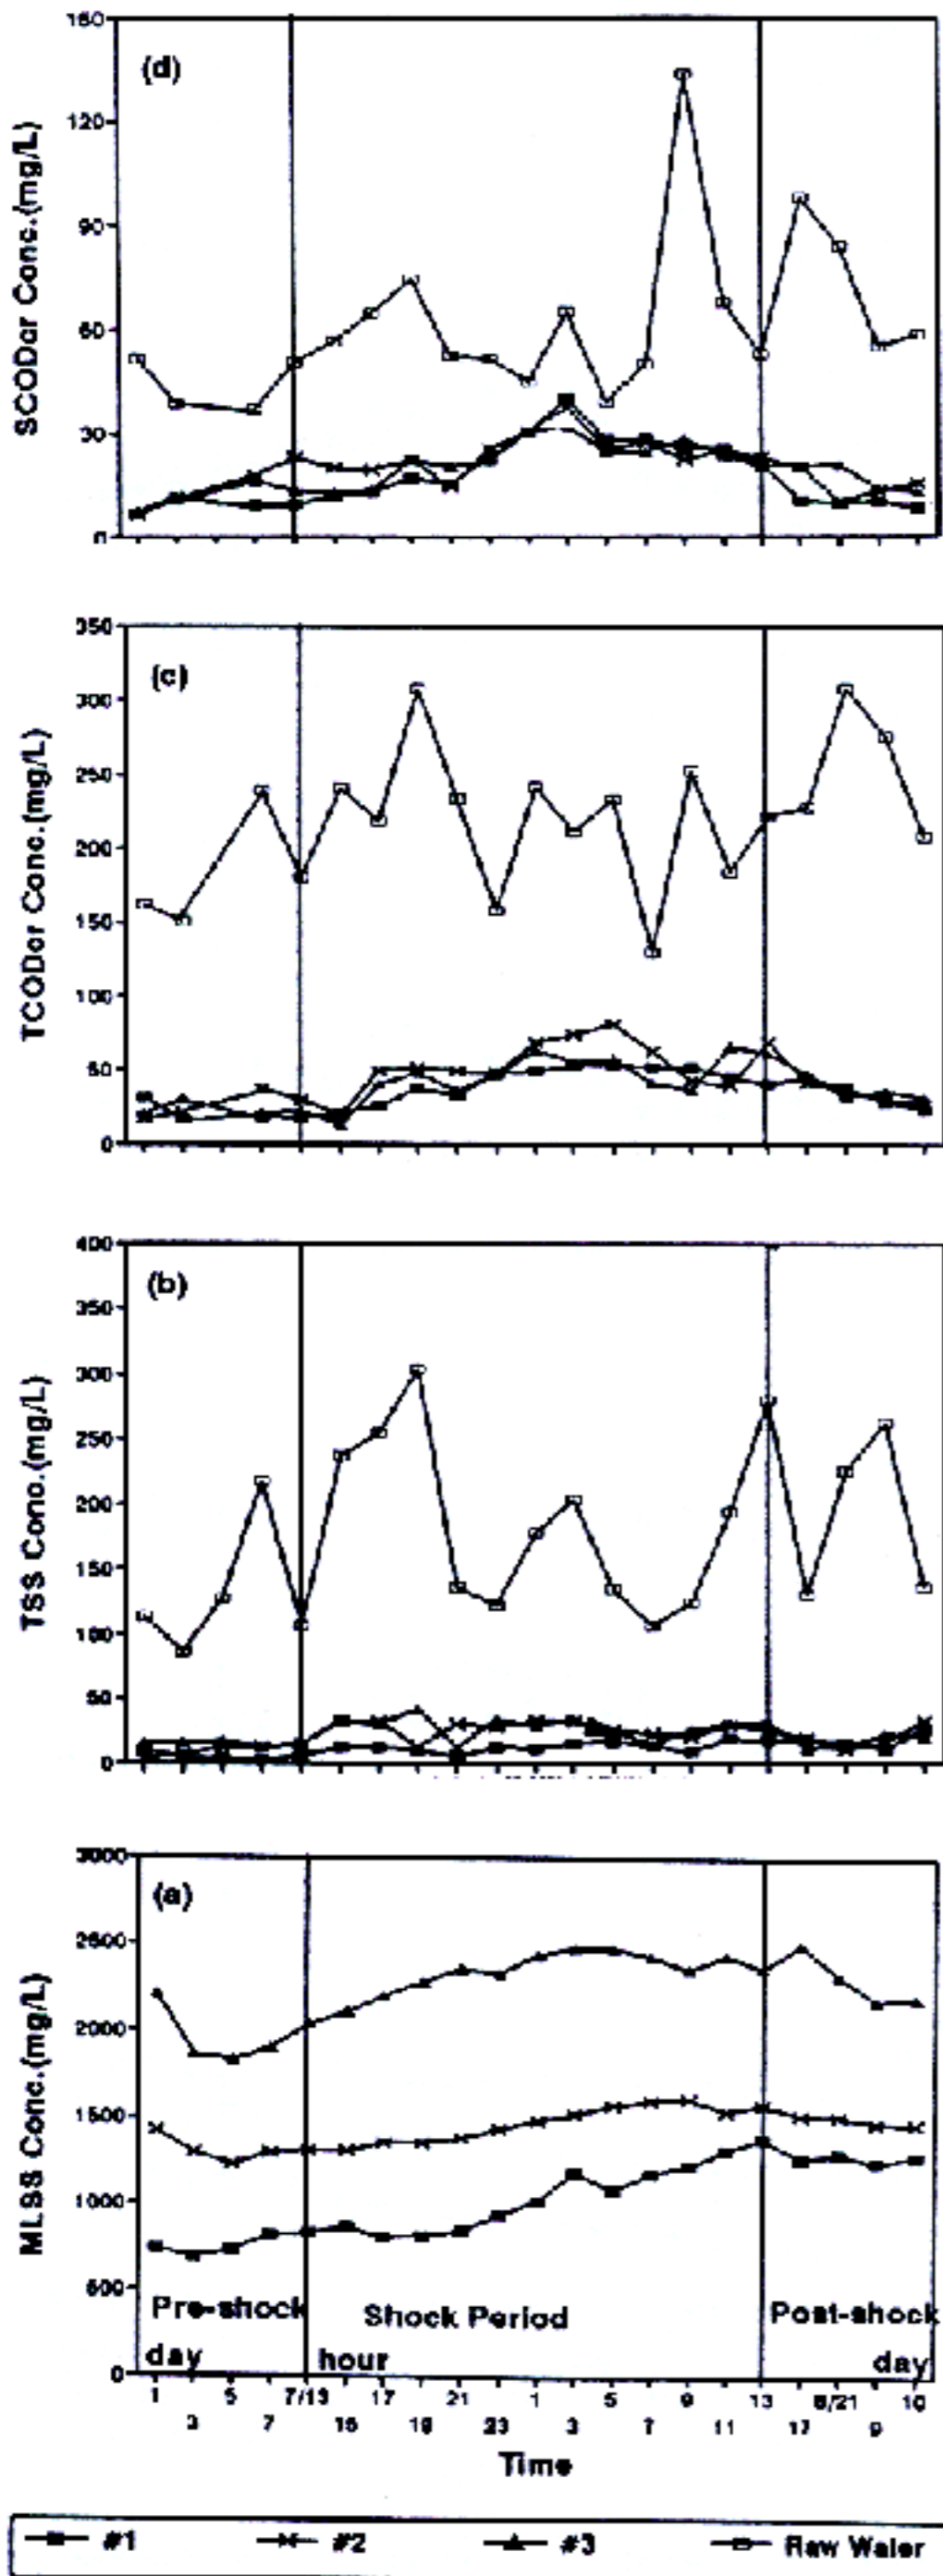 (d)
SCODcr Conc.(mg/L)
150
120
90
60
30
0
(c)
TCODcr Conc.(mg/L)
350
300
250
200
150
100
50
0
(b)
TSS Conc.(mg/L)
400
350
300
250
200
150
100
50
0
(a)
MLSS Conc.(mg/L)
3000
2500
2000
1500
1000
500
0
Pre-shock
day
Shock Period
hour
Post-shock
day
1 5 7/13 17 21 1 5 9 13 8/21 10
3 7 15 19 23 3 7 11 17 9
Time
#1 #2 #3 Raw Water